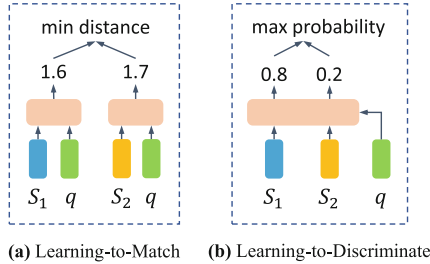 min distance
1.6 1.7
S₁ q S₂ q
(a) Learning-to-Match
max probability
0.8 0.2
S₁ S₂ q
(b) Learning-to-Discriminate